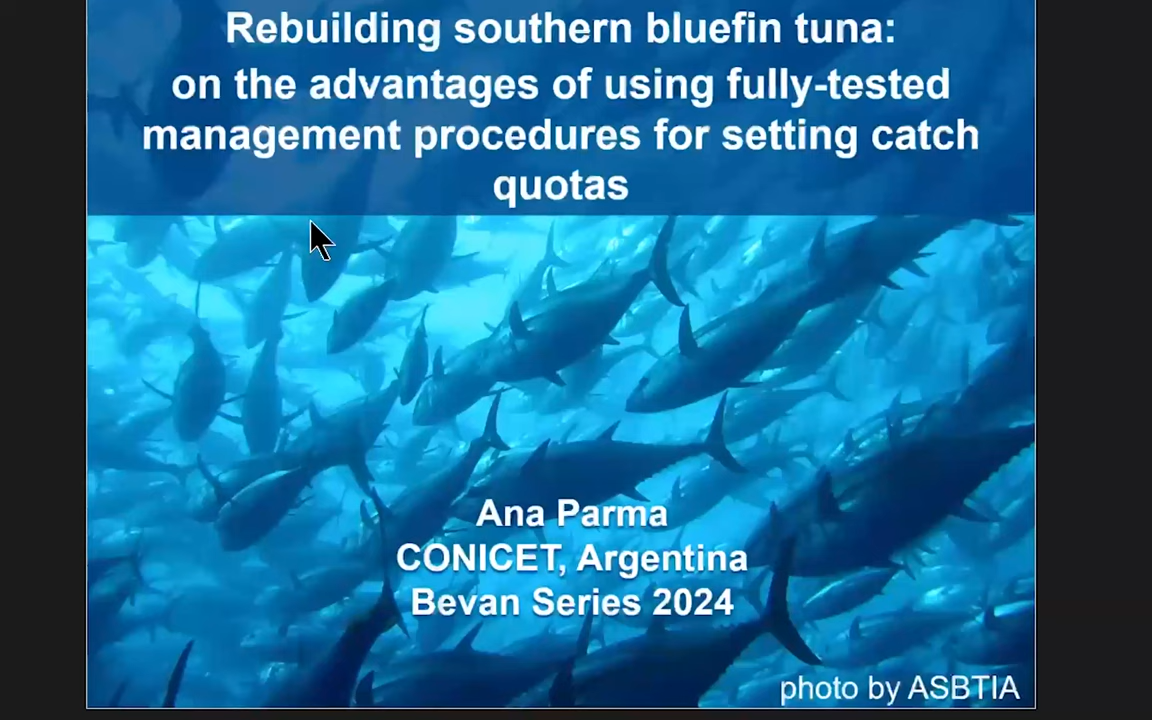 Rebuilding southern bluefin tuna:
on the advantages of using fully-tested
management procedures for setting catch
quotas
Ana Parma
CONICET, Argentina
Bevan Series 2024
photo by ASBTIA